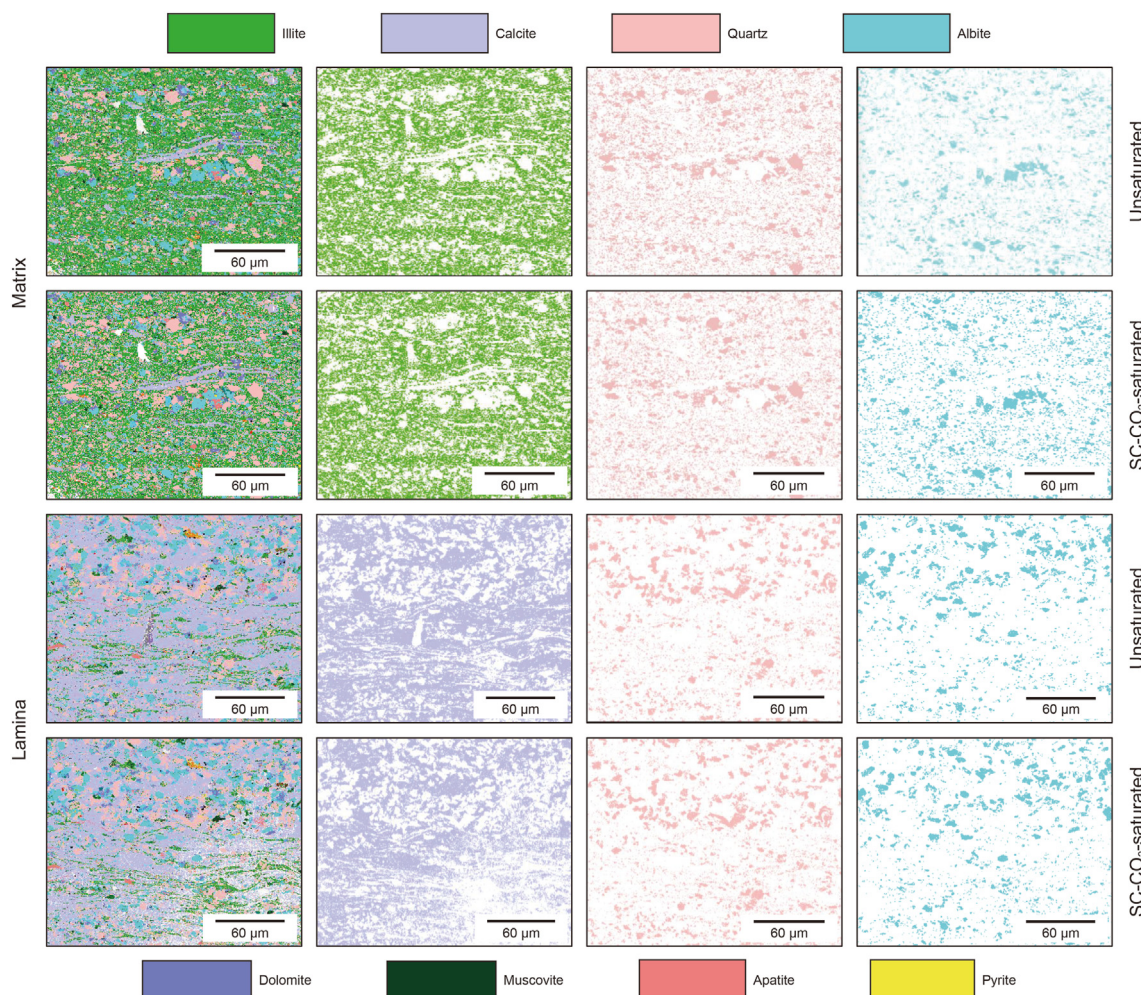 Illite
Calcite
Quartz
Albite
Matrix
Unsaturated
60 µm
SC-CO₂-saturated
60 µm
60 µm
60 µm
60 µm
Lamina
Unsaturated
60 µm
60 µm
60 µm
60 µm
SC-CO₂-saturated
60 µm
60 µm
60 µm
60 µm
Dolomite
Muscovite
Apatite
Pyrite